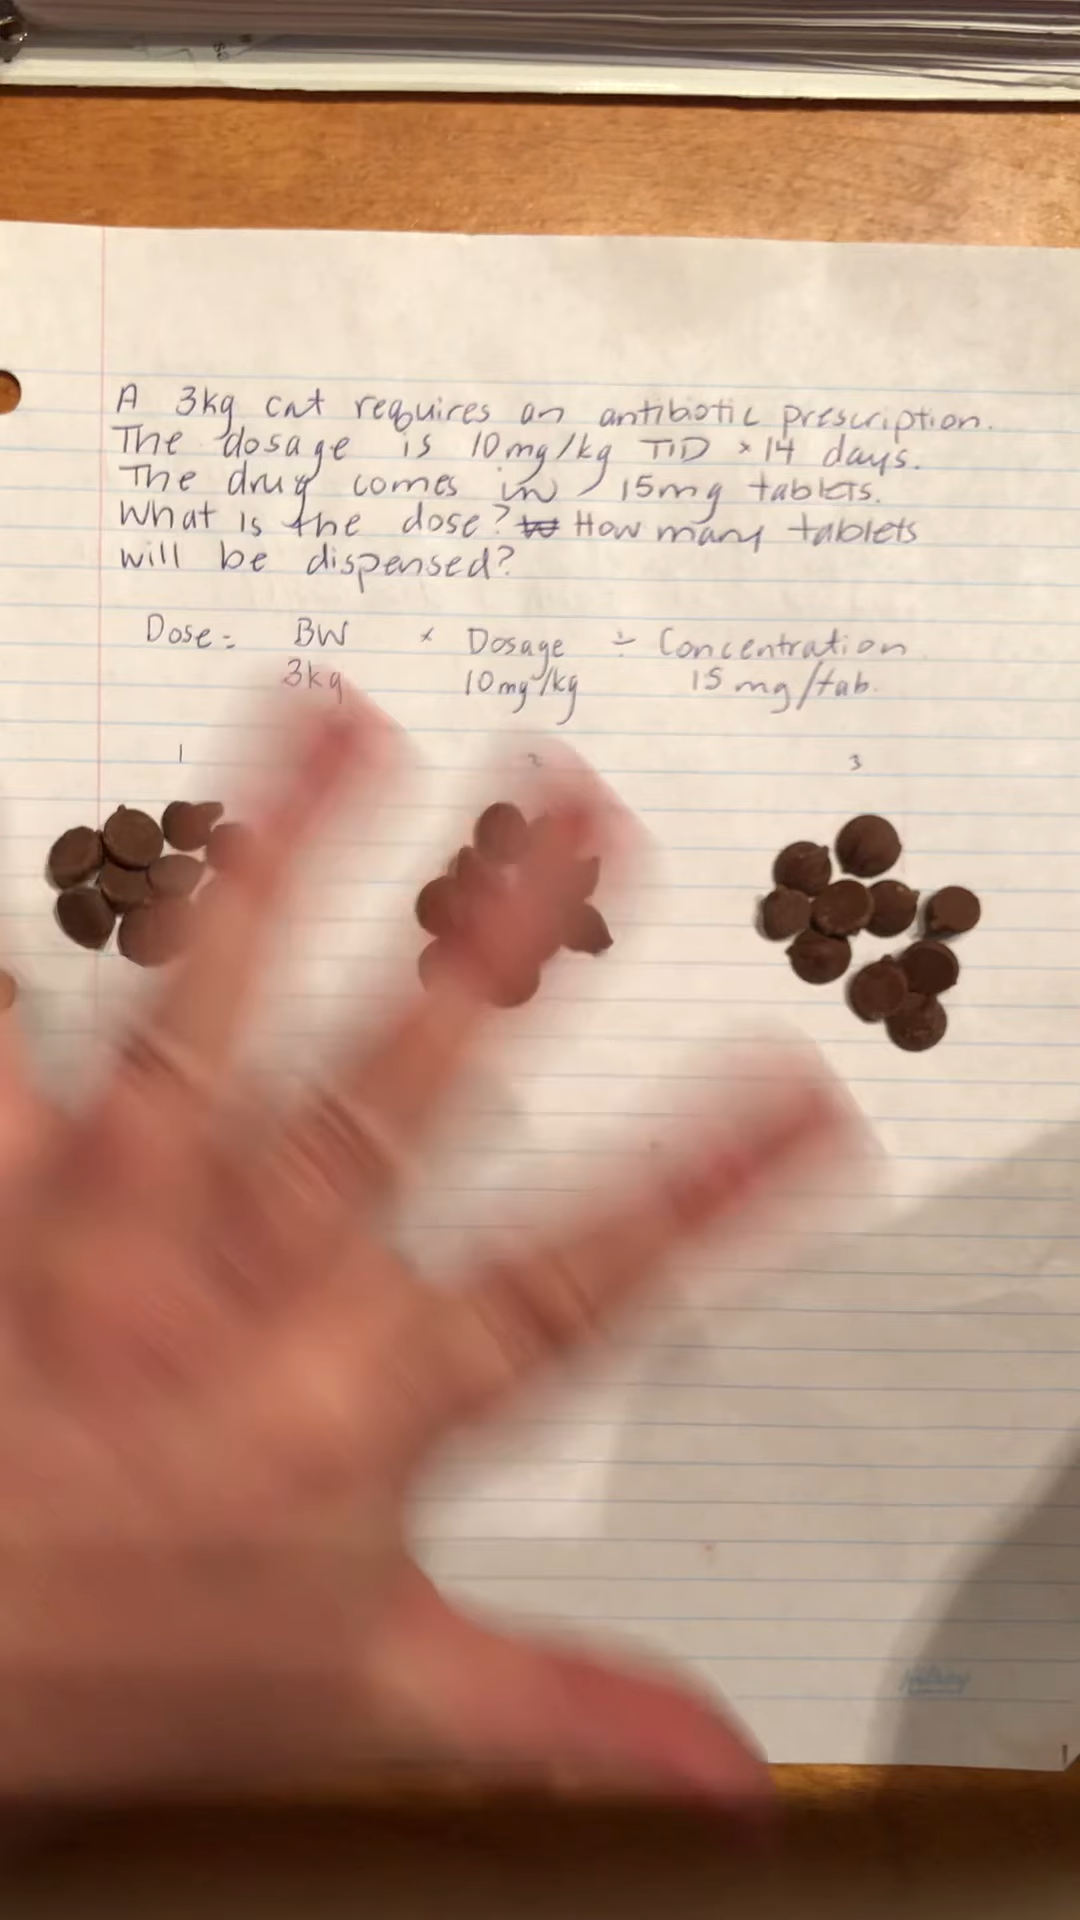 A 3kg cat requires an antibiotic prescription.
The dosage is 10mg/kg TID x 14 days.
The drug comes in 15mg tablets.
What is the dose? How many tablets
will be dispensed?
Dose = BW x Dosage ÷ Concentration
3kg 10mg/kg 15mg/tab.
1 2 3